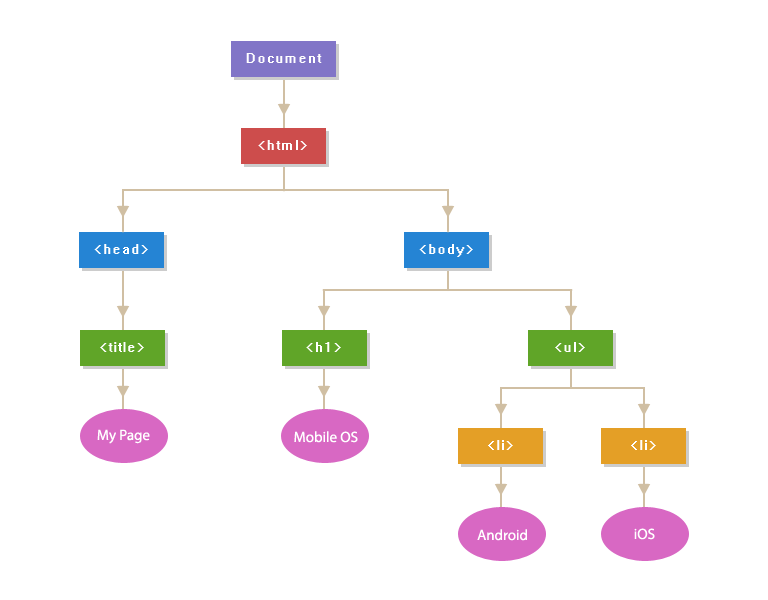 Document
<html>
<head>
<body>
<title>
<h1>
<ul>
My Page
Mobile OS
<li>
<li>
Android
iOS